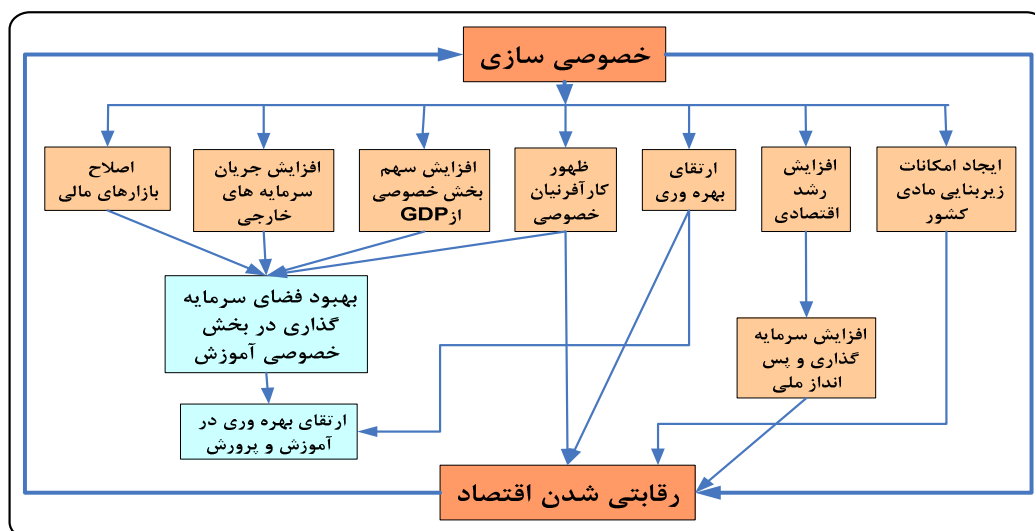 خصوصی سازی
ایجاد امکانات
زیربنایی مادی
کشور
افزایش
رشد
اقتصادی
ارتقای
بهره وری
ظهور
کارآفرنیان
خصوصی
افزایش سهم
بخش خصوصی
ازGDP
افزایش جریان
سرمایه های
خارجی
اصلاح
بازارهای مالی
بهبود فضای سرمایه
گذاری در بخش
خصوصی آموزش
افزایش سرمایه
گذاری و پس
انداز ملی
ارتقای بهره وری در
آموزش و پرورش
رقابتی شدن اقتصاد